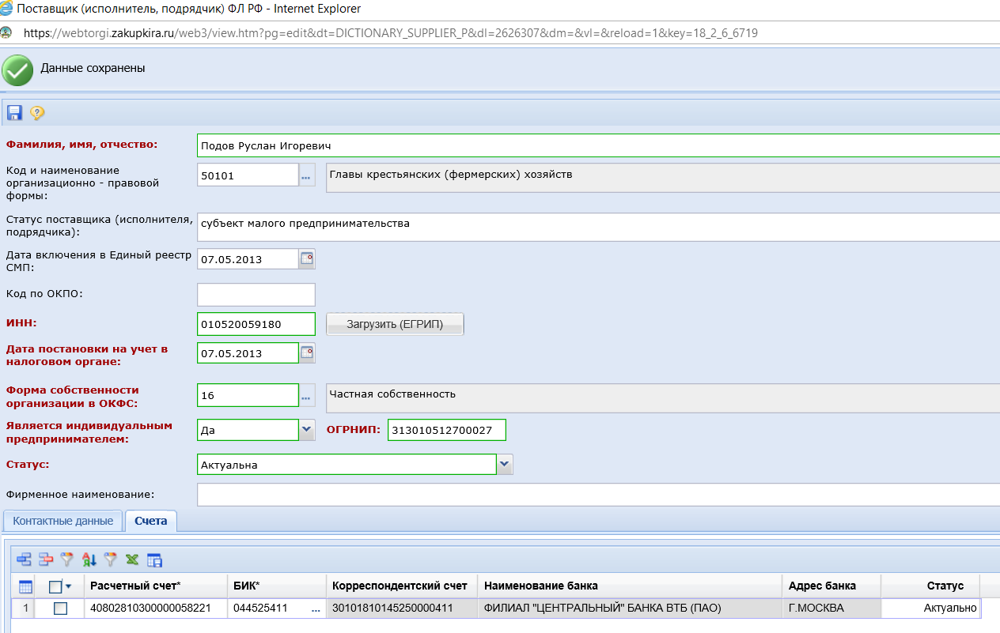 Поставщик (исполнитель, подрядчик) ФЛ РФ - Internet Explorer
https://webtorgi.zakupkira.ru/web3/view.htm?pg=edit&dt=DICTIONARY_SUPPLIER_P&dl=2626307&dm=&vl=&reload=1&key=18_2_6_6719
Данные сохранены
Фамилия, имя, отчество: Подов Руслан Игоревич
Код и наименование
организационно - правовой
формы:
50101 ... Главы крестьянских (фермерских) хозяйств
Статус поставщика (исполнителя,
подрядчика):
субъект малого предпринимательства
Дата включения в Единый реестр
СМП:
07.05.2013
Код по ОКПО:
ИНН: 010520059180 Загрузить (ЕГРИП)
Дата постановки на учет в
налоговом органе:
07.05.2013
Форма собственности
организации в ОКФС:
16 ... Частная собственность
Является индивидуальным
предпринимателем:
Да ОГРНИП: 313010512700027
Статус: Актуальна
Фирменное наименование:
Контактные данные Счета
Расчетный счет* БИК* Корреспондентский счет Наименование банка Адрес банка Статус
1 40802810300000058221 044525411 ... 30101810145250000411 ФИЛИАЛ "ЦЕНТРАЛЬНЫЙ" БАНКА ВТБ (ПАО) Г.МОСКВА Актуально